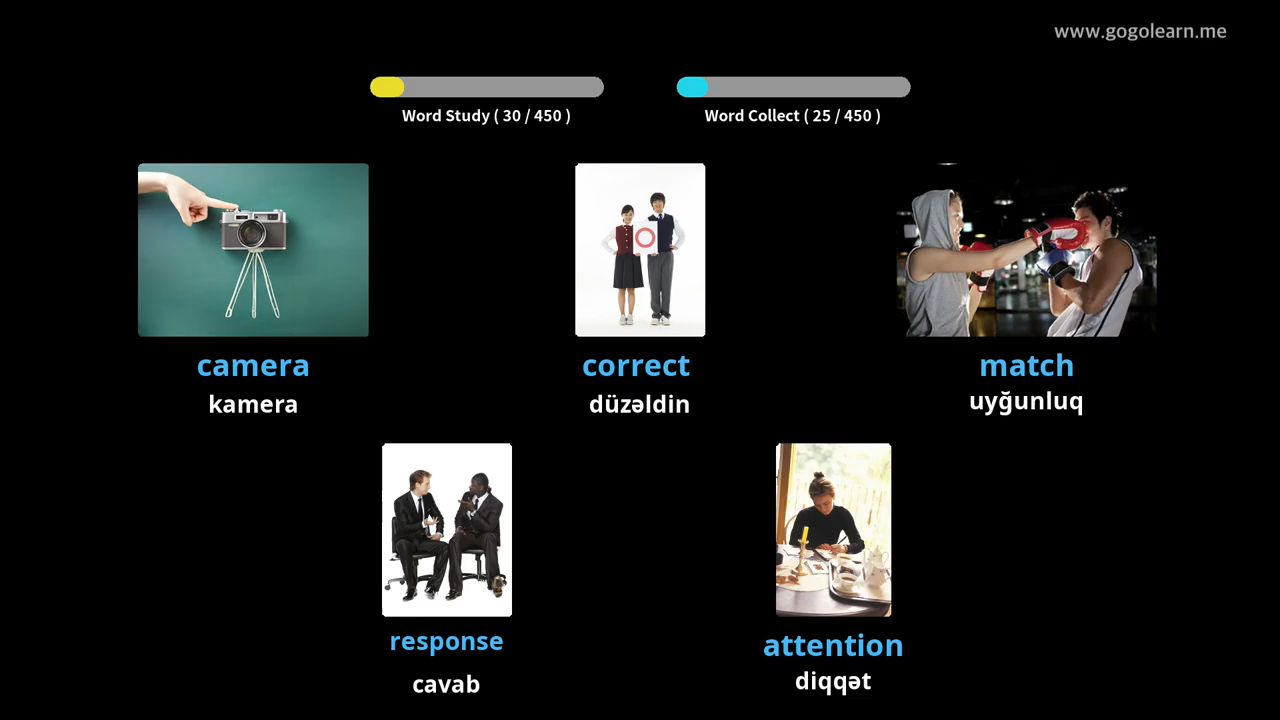 www.gogolearn.me
Word Study ( 30 / 450 )
Word Collect ( 25 / 450 )
camera
kamera
correct
düzəldin
match
uyğunluq
response
cavab
attention
diqqət